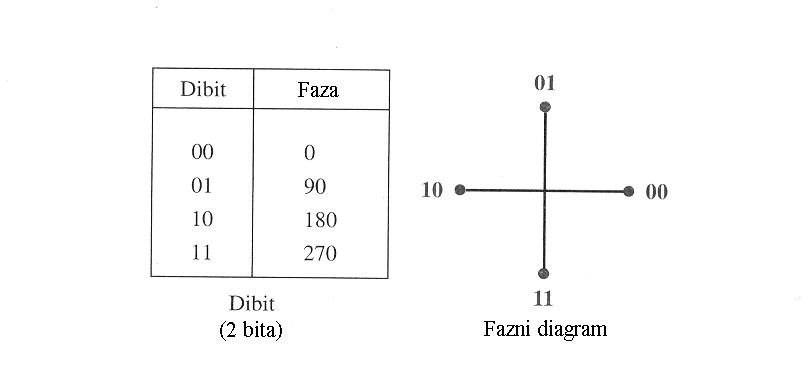 Dibit Faza
00 0
01 90
10 180
11 270
Dibit
(2 bita)
01
10 00
11
Fazni diagram